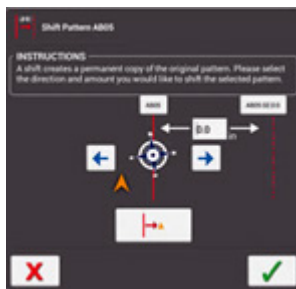 Shift Pattern AB05
INSTRUCTIONS
A shift creates a permanent copy of the original pattern. Please select
the direction and amount you would like to shift the selected pattern.
AB05
0.0
in